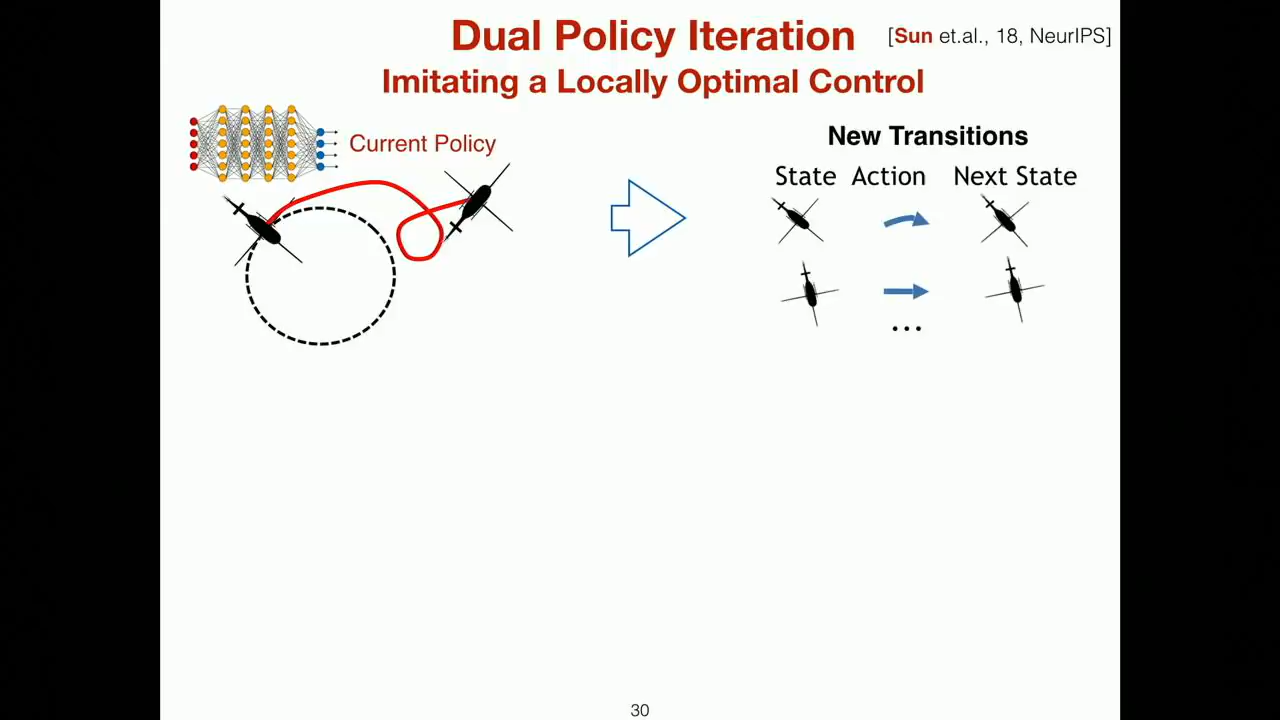 Dual Policy Iteration
[Sun et.al., 18, NeurIPS]
Imitating a Locally Optimal Control
Current Policy
New Transitions
State Action Next State
...
30